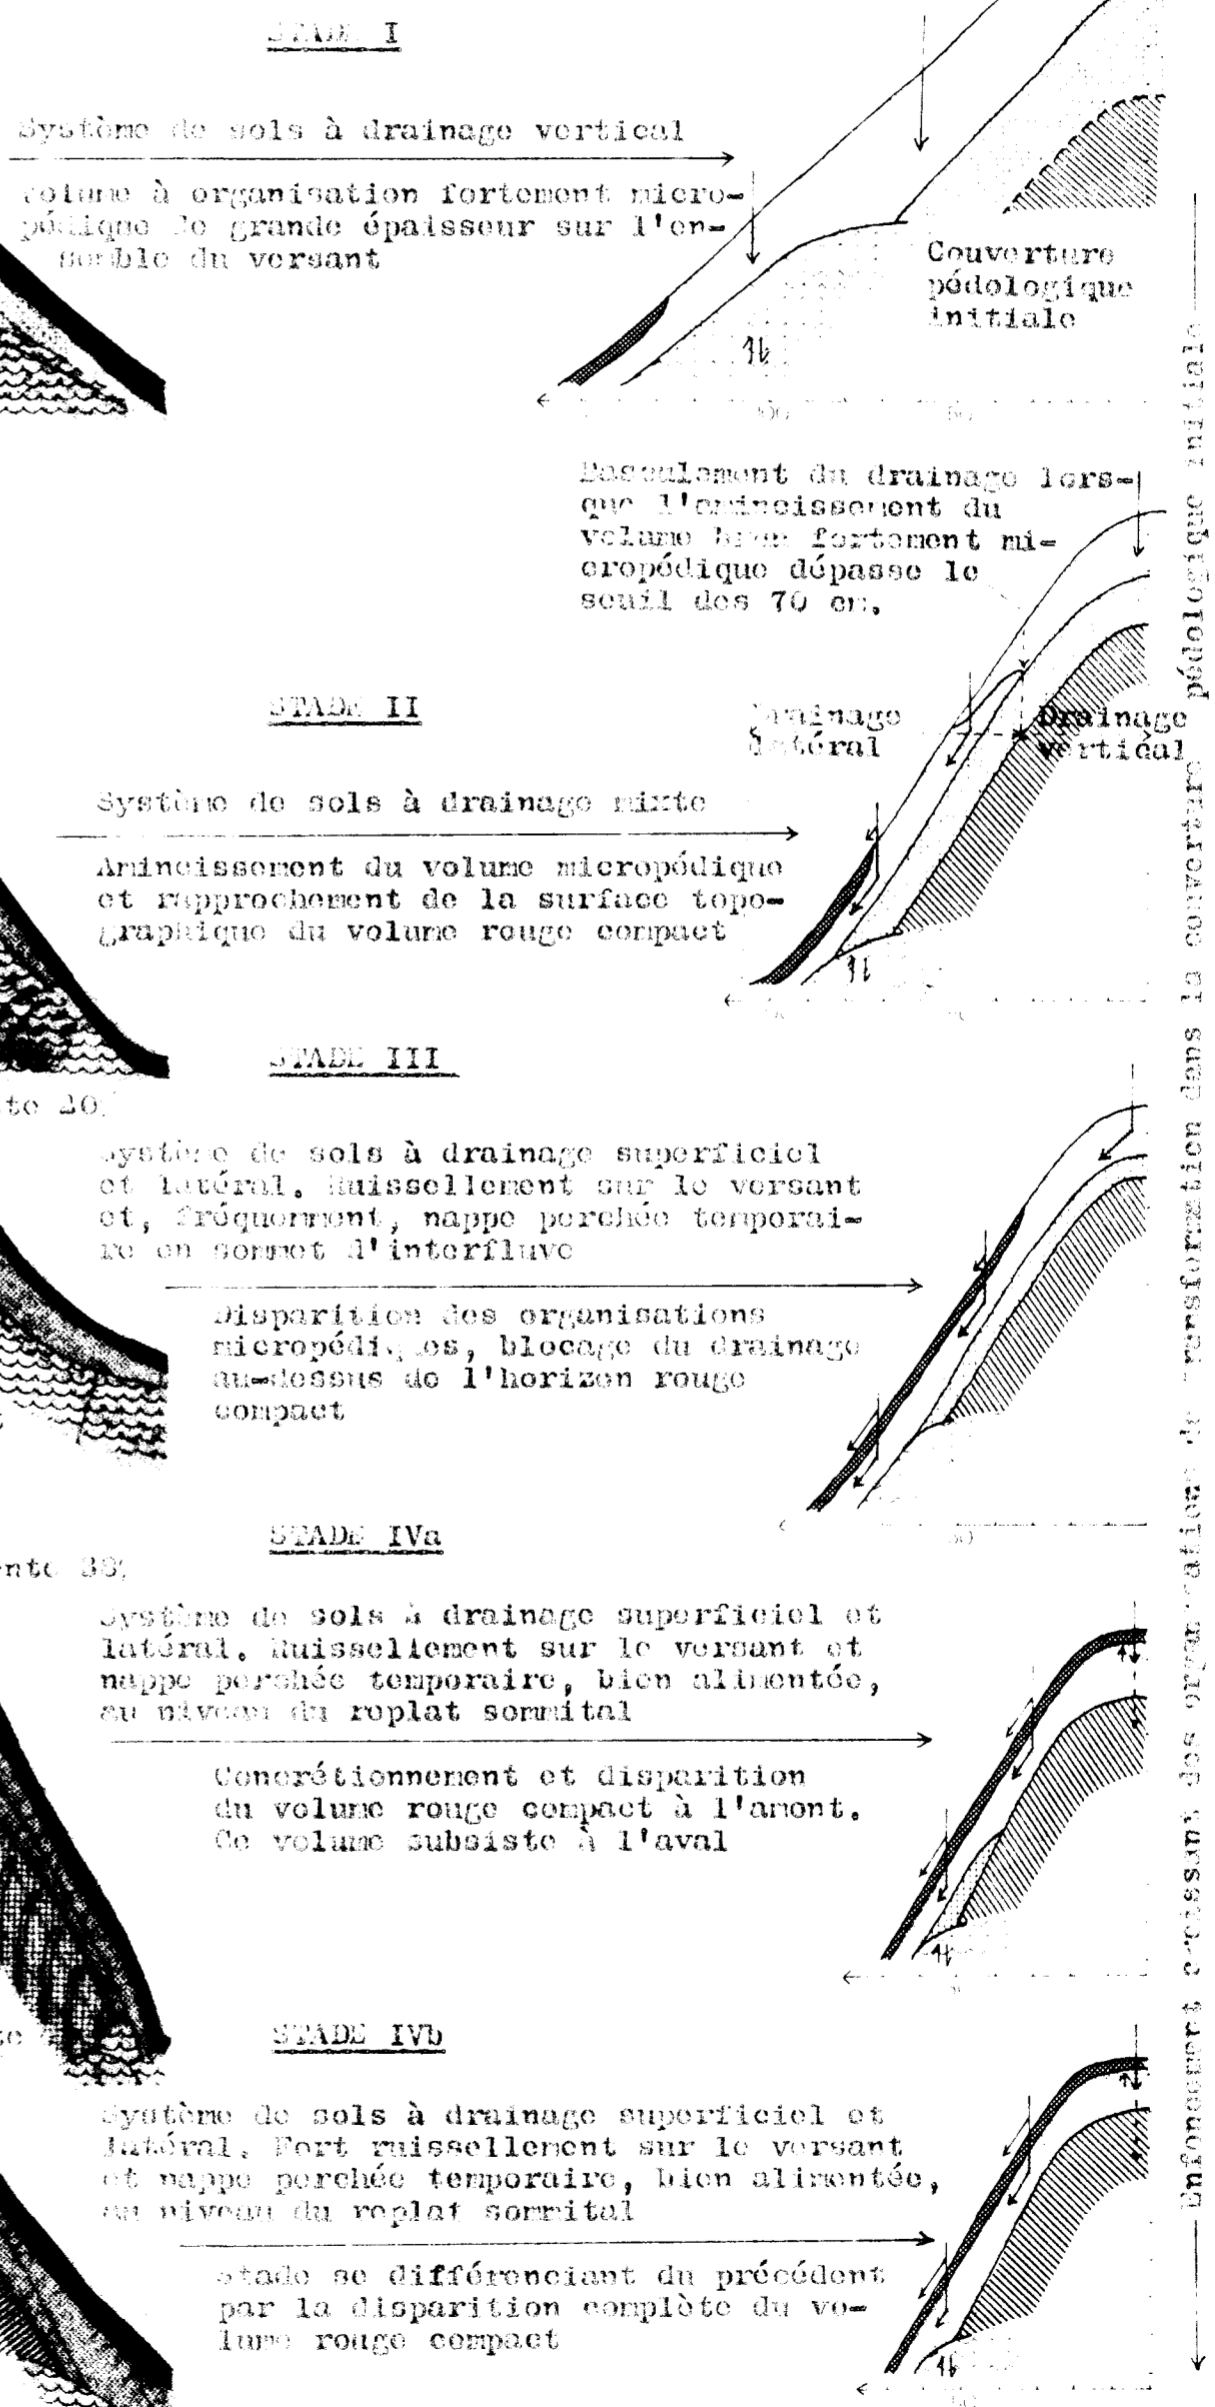 STADE I
Système de sols à drainage vertical
volume à organisation fortement micro-
pédique de grande épaisseur sur l'en-
semble du versant
Couverture
pédologique
initiale
100
50
Basculement du drainage lors-
que l'amincissement du
volume brun fortement mi-
cropédique dépasse le
seuil des 70 cm.
STADE II
Drainage
latéral
Drainage
vertical
Système de sols à drainage mixte
Amincissement du volume micropédique
et rapprochement de la surface topo-
graphique du volume rouge compact
STADE III
Système de sols à drainage superficiel
et latéral. Ruissellement sur le versant
et, fréquemment, nappe perchée temporai-
re en sommet d'interfluve
Disparition des organisations
micropédiques, blocage du drainage
au-dessus de l'horizon rouge
compact
50
STADE IVa
Système de sols à drainage superficiel et
latéral. Ruissellement sur le versant et
nappe perchée temporaire, bien alimentée,
au niveau du replat sommital
Concrétionnement et disparition
du volume rouge compact à l'amont.
Ce volume subsiste à l'aval
STADE IVb
Système de sols à drainage superficiel et
latéral. Fort ruissellement sur le versant
et nappe perchée temporaire, bien alimentée,
au niveau du replat sommital
Stade se différenciant du précédent
par la disparition complète du vo-
lume rouge compact
50
Enfoncement croissant des organisations de transformation dans la couverture pédologique initiale